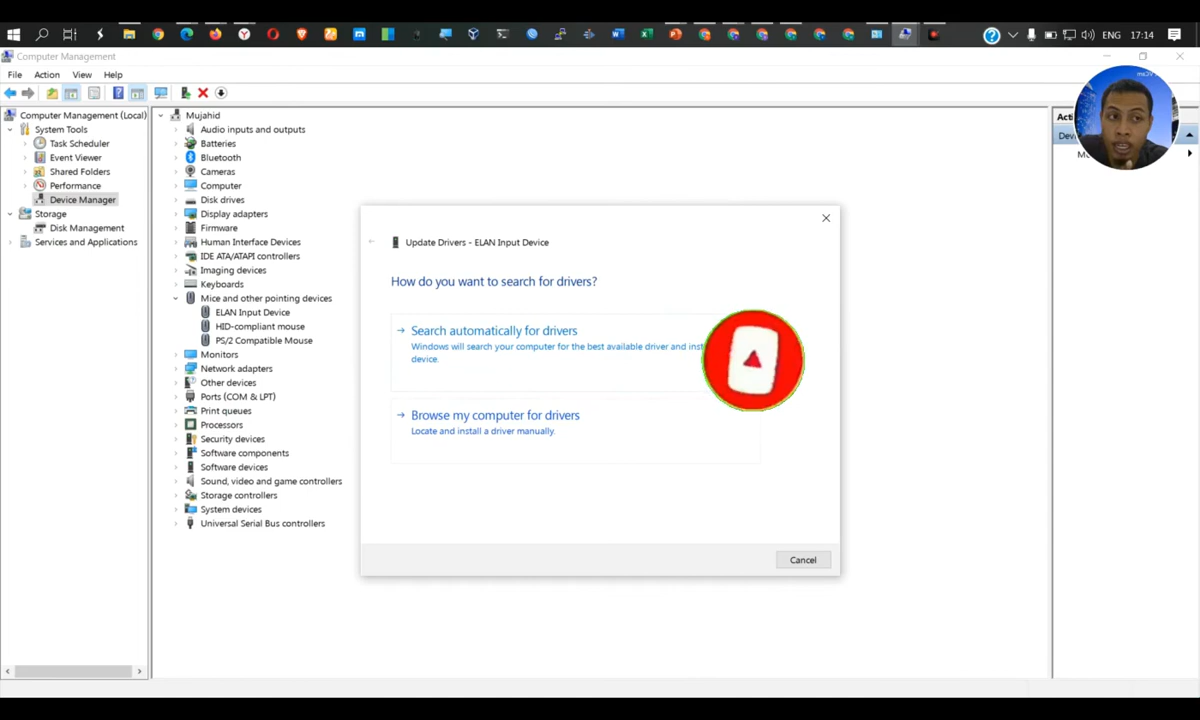 ENG
17:14
Computer Management
File Action View Help
Computer Management (Local)
System Tools
Task Scheduler
Event Viewer
Shared Folders
Performance
Device Manager
Storage
Disk Management
Services and Applications
Mujahid
Audio inputs and outputs
Batteries
Bluetooth
Cameras
Computer
Disk drives
Display adapters
Firmware
Human Interface Devices
IDE ATA/ATAPI controllers
Imaging devices
Keyboards
Mice and other pointing devices
ELAN Input Device
HID-compliant mouse
PS/2 Compatible Mouse
Monitors
Network adapters
Other devices
Ports (COM & LPT)
Print queues
Processors
Security devices
Software components
Software devices
Sound, video and game controllers
Storage controllers
System devices
Universal Serial Bus controllers
Update Drivers - ELAN Input Device
How do you want to search for drivers?
Search automatically for drivers
Windows will search your computer for the best available driver and
device.
Browse my computer for drivers
Locate and install a driver manually.
Cancel